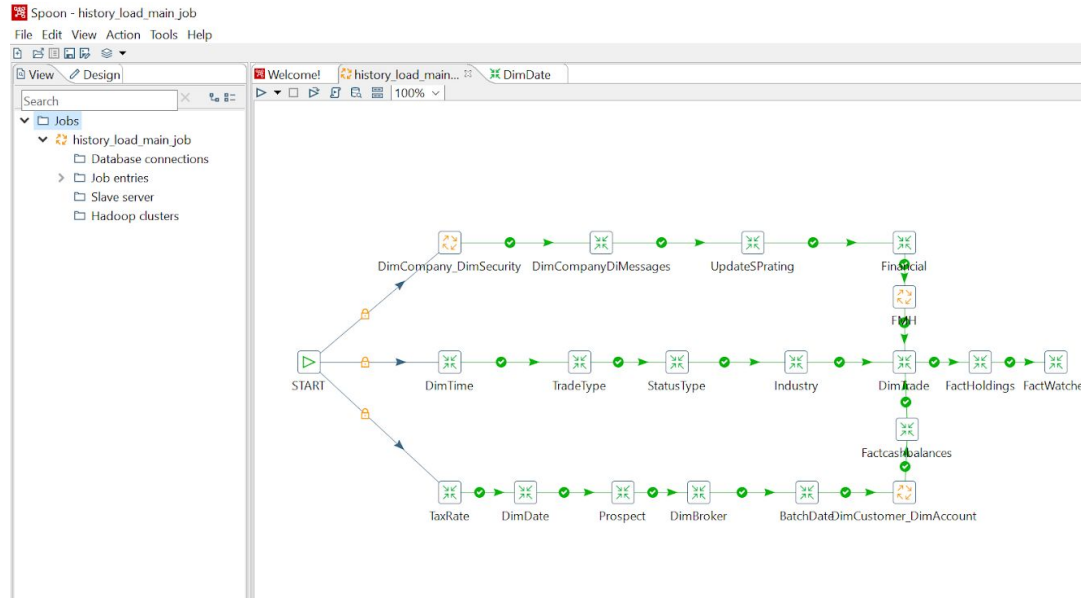 Spoon - history_load_main_job
File Edit View Action Tools Help
View Design
Welcome! history_load_main... DimDate
Search
100%
Jobs
history_load_main_job
Database connections
Job entries
Slave server
Hadoop clusters
DimCompany_DimSecurity DimCompanyDiMessages UpdateSPrating Financial
FMH
START DimTime TradeType StatusType Industry DimTrade FactHoldings FactWatche
Factcashbalances
TaxRate DimDate Prospect DimBroker BatchDate DimCustomer_DimAccount